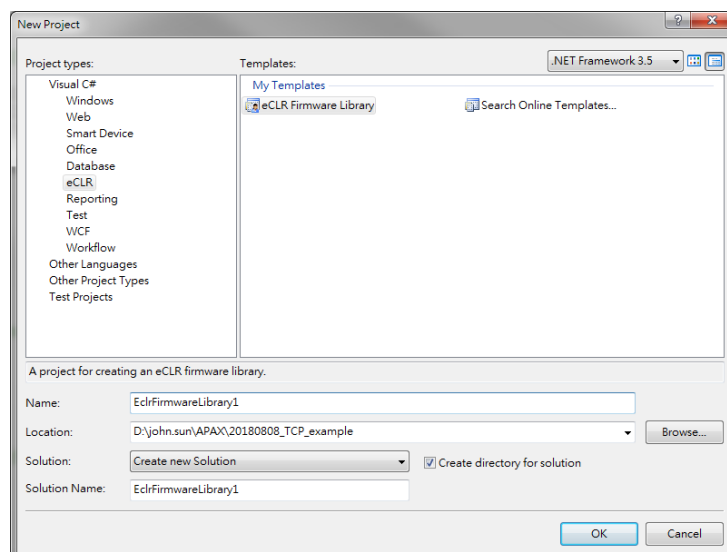 New Project
Project types:
Templates:
.NET Framework 3.5
Visual C#
Windows
Web
Smart Device
Office
Database
eCLR
Reporting
Test
WCF
Workflow
Other Languages
Other Project Types
Test Projects
My Templates
eCLR Firmware Library
Search Online Templates...
A project for creating an eCLR firmware library.
Name:
EclrFirmwareLibrary1
Location:
D:\john.sun\APAX\20180808_TCP_example
Browse...
Solution:
Create new Solution
Create directory for solution
Solution Name:
EclrFirmwareLibrary1
OK
Cancel